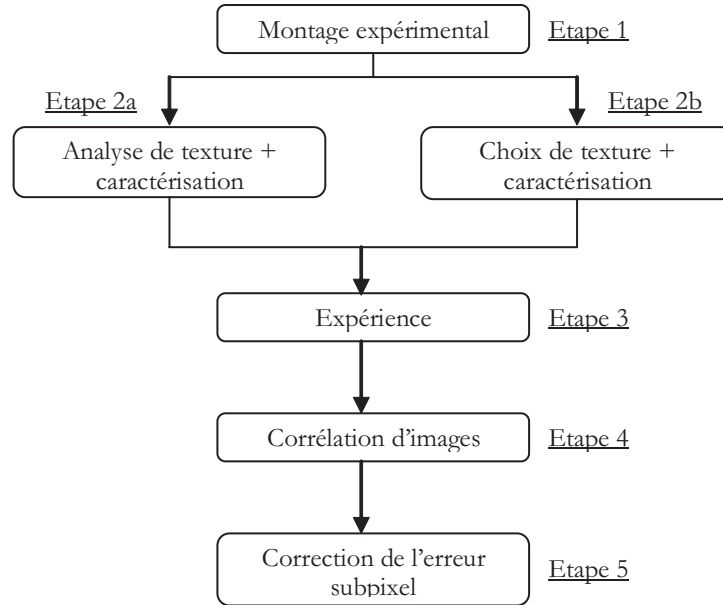 Montage expérimental
Etape 1
Etape 2a
Etape 2b
Analyse de texture +
caractérisation
Choix de texture +
caractérisation
Expérience
Etape 3
Corrélation d'images
Etape 4
Correction de l'erreur
subpixel
Etape 5